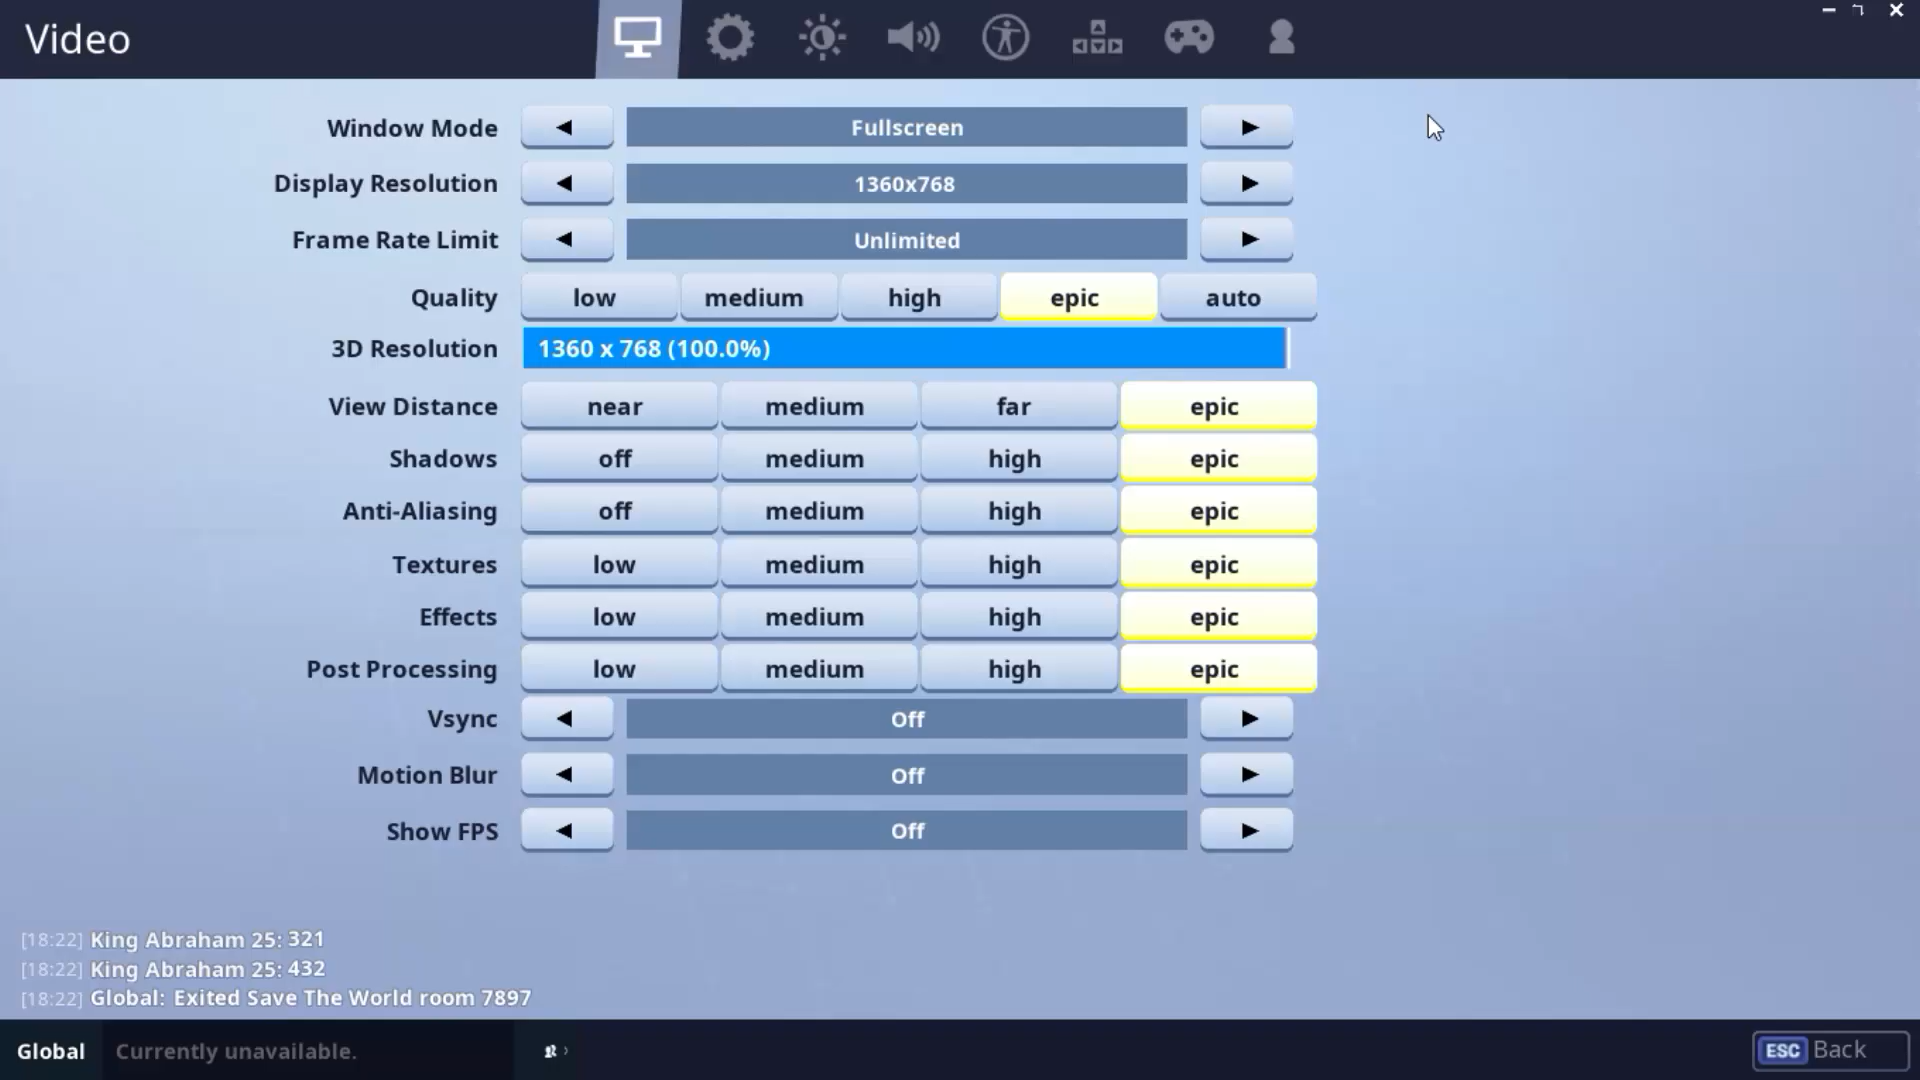 Video
Window Mode Fullscreen
Display Resolution 1360x768
Frame Rate Limit Unlimited
Quality low medium high epic auto
3D Resolution 1360 x 768 (100.0%)
View Distance near medium far epic
Shadows off medium high epic
Anti-Aliasing off medium high epic
Textures low medium high epic
Effects low medium high epic
Post Processing low medium high epic
Vsync Off
Motion Blur Off
Show FPS Off
[18:22] King Abraham 25: 321
[18:22] King Abraham 25: 432
[18:22] Global: Exited Save The World room 7897
Global Currently unavailable. ESC Back